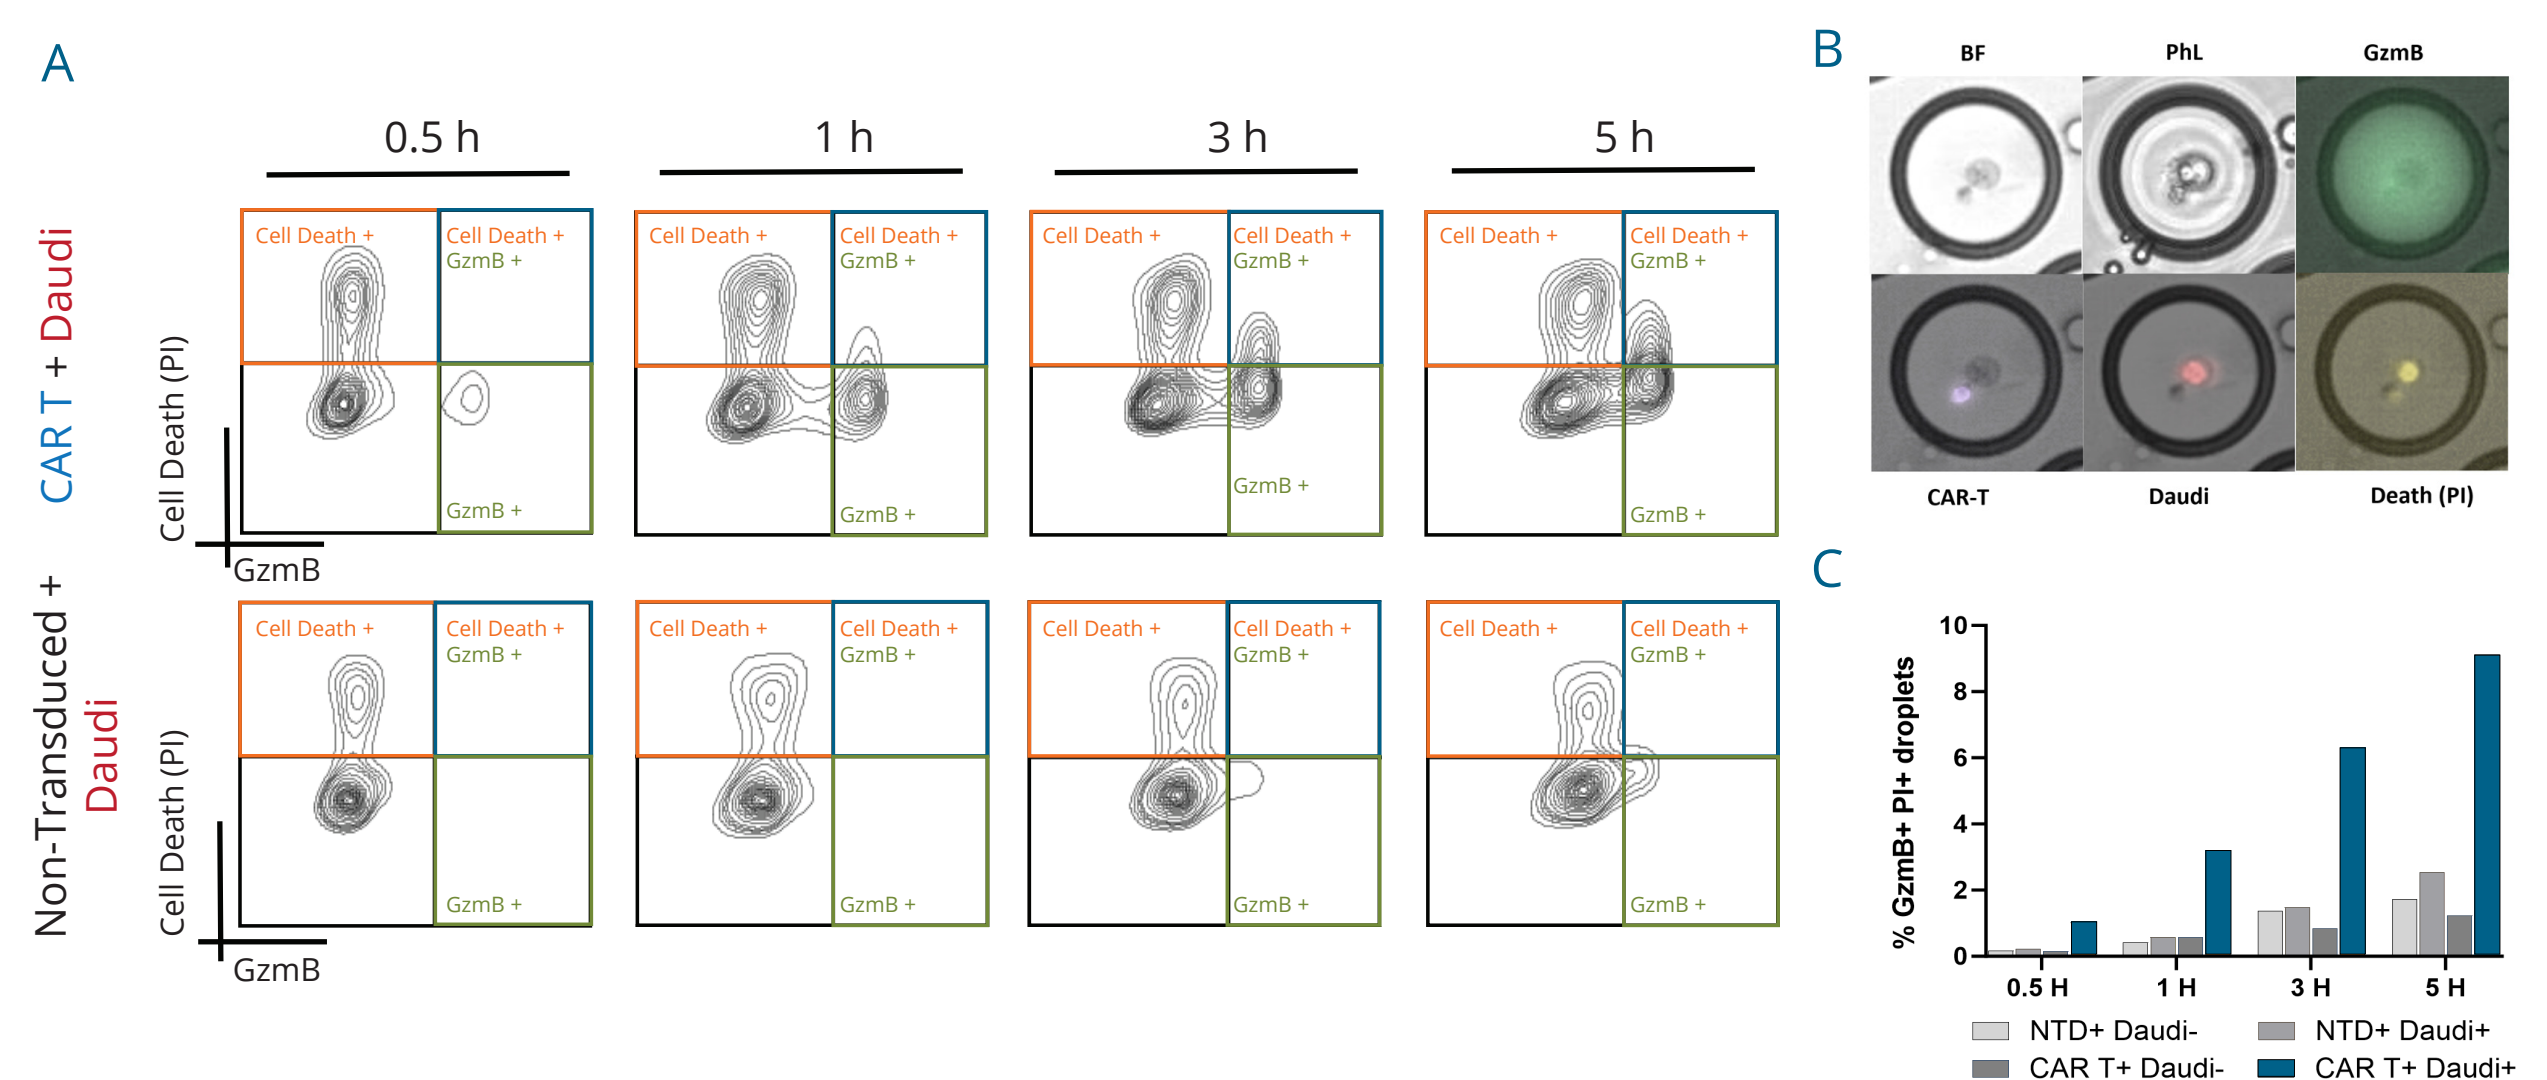 A
0.5 h
1 h
3 h
5 h
CAR T + Daudi
Cell Death (PI)
GzmB
Cell Death +
Cell Death +
GzmB +
GzmB +
Cell Death +
Cell Death +
GzmB +
GzmB +
Cell Death +
Cell Death +
GzmB +
GzmB +
Cell Death +
Cell Death +
GzmB +
GzmB +
Non-Transduced +
Daudi
Cell Death (PI)
GzmB
Cell Death +
Cell Death +
GzmB +
GzmB +
Cell Death +
Cell Death +
GzmB +
GzmB +
Cell Death +
Cell Death +
GzmB +
GzmB +
Cell Death +
Cell Death +
GzmB +
GzmB +
B
BF
PhL
GzmB
CAR-T
Daudi
Death (PI)
C
% GzmB+ PI+ droplets
10
8
6
4
2
0
0.5 H
1 H
3 H
5 H
NTD+ Daudi-
NTD+ Daudi+
CAR T+ Daudi-
CAR T+ Daudi+